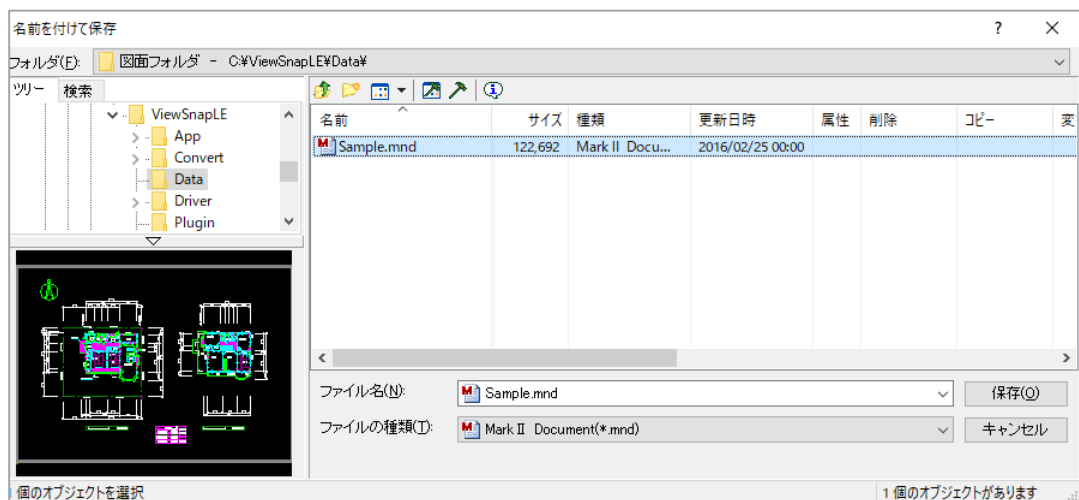 名前を付けて保存
フォルダ(F): 図面フォルダ - C:¥ViewSnapLE¥Data¥
ツリー 検索
ViewSnapLE
App
Convert
Data
Driver
Plugin
名前 サイズ 種類 更新日時 属性 削除 コピー 変
Sample.mnd 122,692 Mark II Docu... 2016/02/25 00:00
ファイル名(N): Sample.mnd 保存(O)
ファイルの種類(T): Mark II Document(*.mnd) キャンセル
個のオブジェクトを選択 1 個のオブジェクトがあります